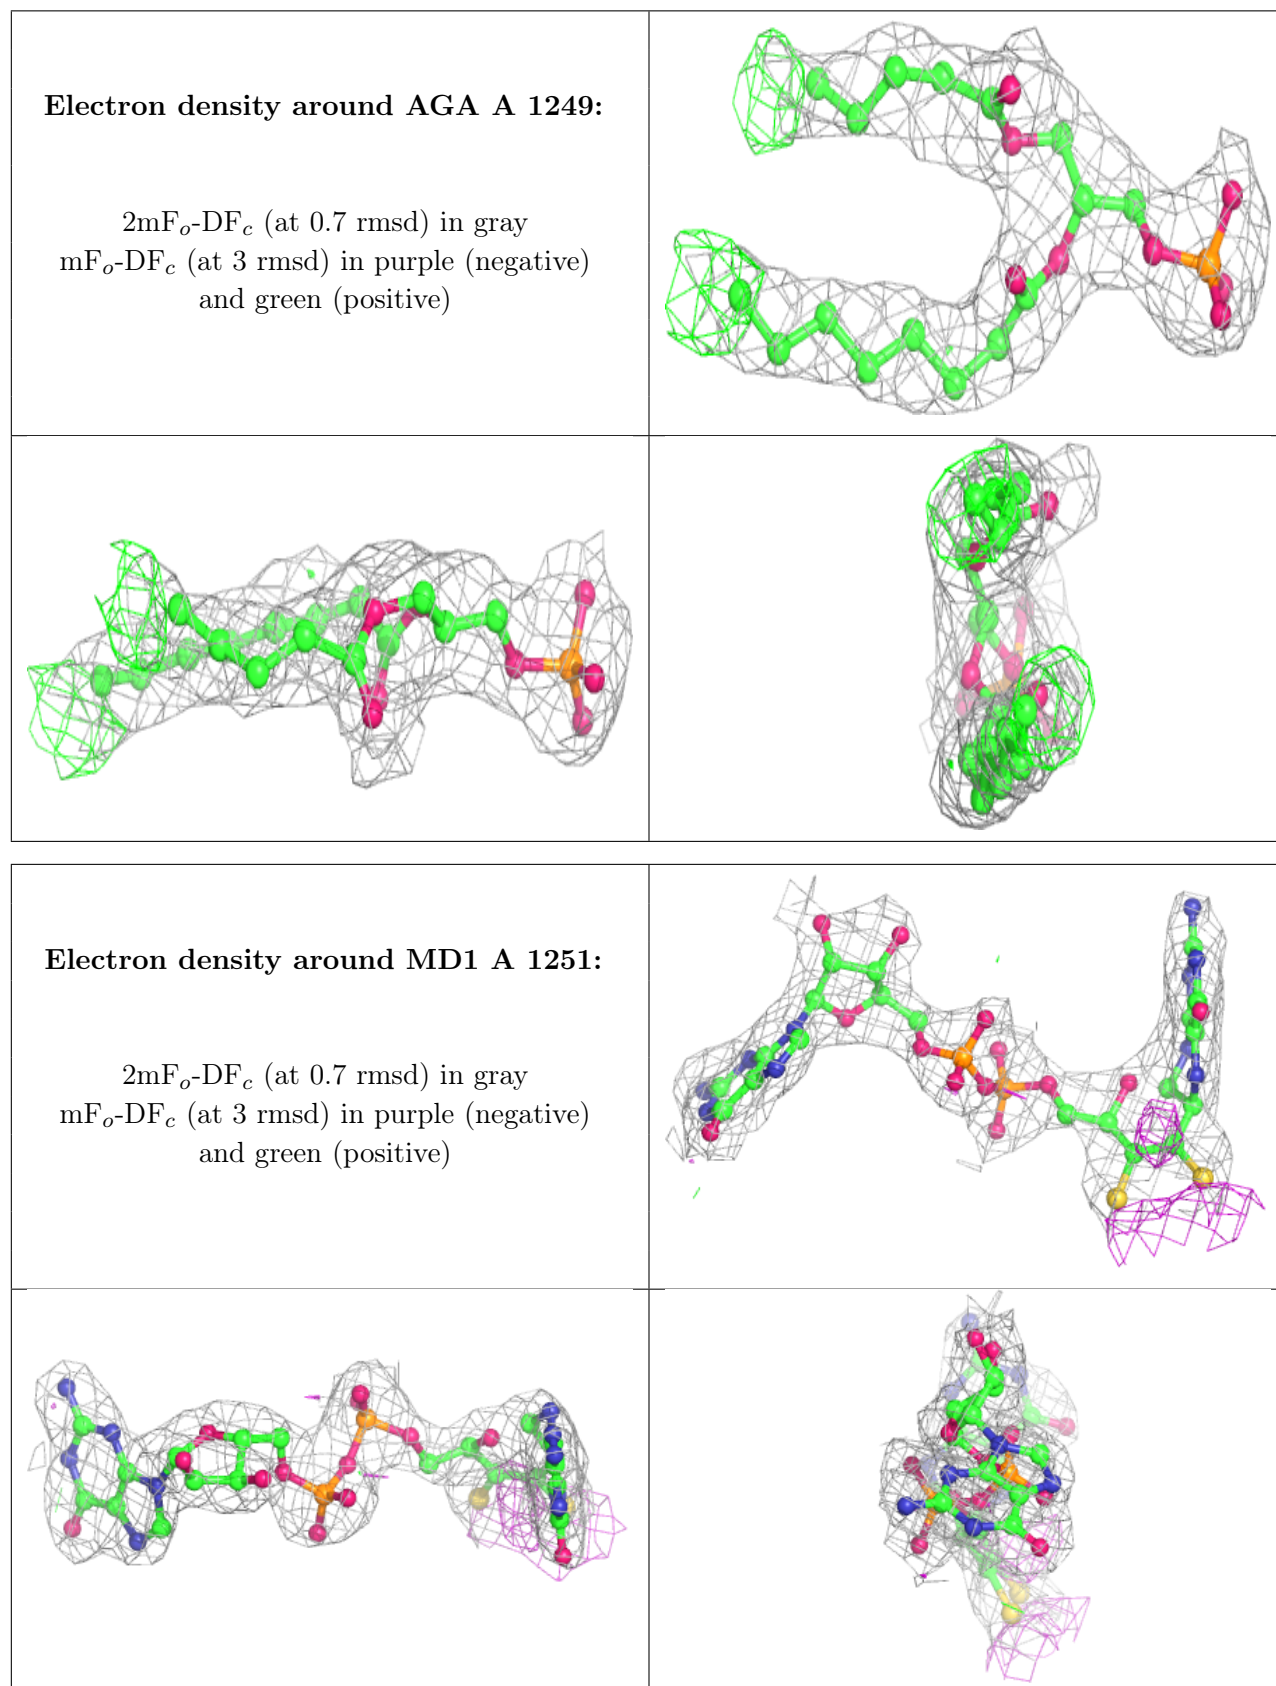 Electron density around AGA A 1249:
2mFo-DFc (at 0.7 rmsd) in gray
mFo-DFc (at 3 rmsd) in purple (negative)
and green (positive)
Electron density around MD1 A 1251:
2mFo-DFc (at 0.7 rmsd) in gray
mFo-DFc (at 3 rmsd) in purple (negative)
and green (positive)